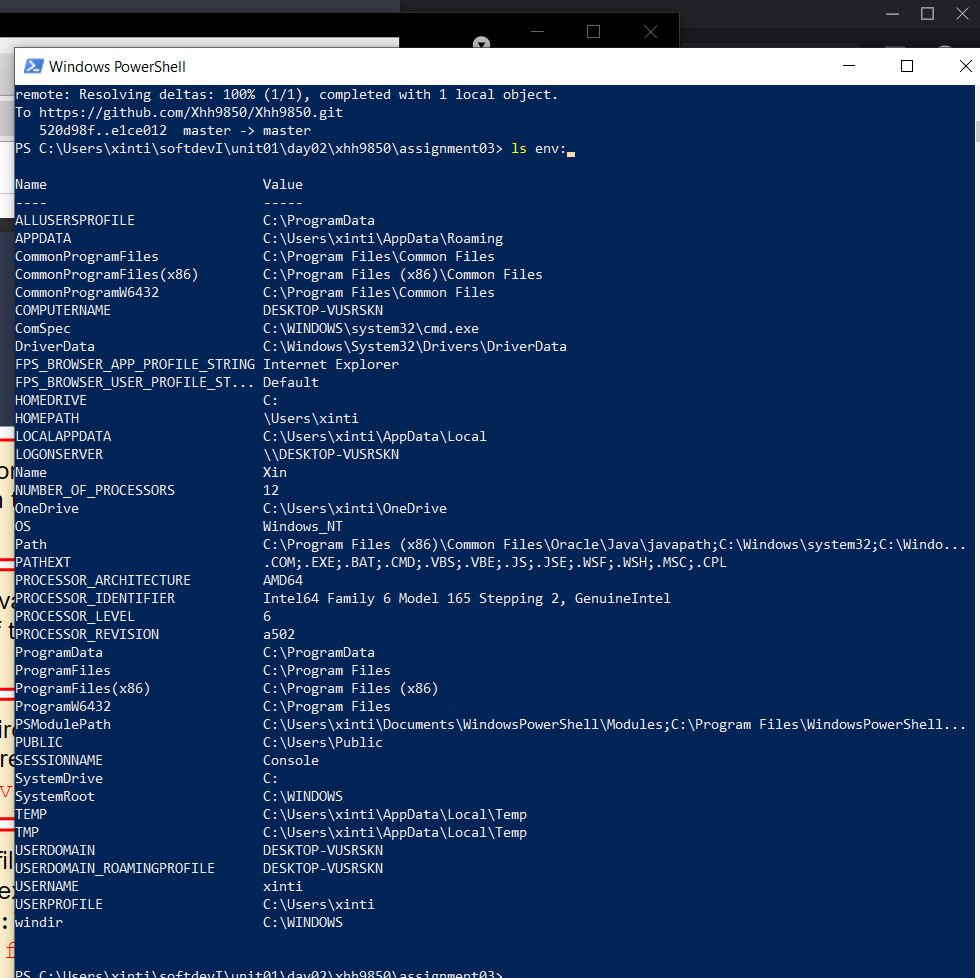 Windows PowerShell
remote: Resolving deltas: 100% (1/1), completed with 1 local object.
To https://github.com/Xhh9850/Xhh9850.git
520d98f..e1ce012  master -> master
PS C:\Users\xinti\softdevI\unit01\day02\xhh9850\assignment03> ls env:
Name Value
---- -----
ALLUSERSPROFILE C:\ProgramData
APPDATA C:\Users\xinti\AppData\Roaming
CommonProgramFiles C:\Program Files\Common Files
CommonProgramFiles(x86) C:\Program Files (x86)\Common Files
CommonProgramW6432 C:\Program Files\Common Files
COMPUTERNAME DESKTOP-VUSRSKN
ComSpec C:\WINDOWS\system32\cmd.exe
DriverData C:\Windows\System32\Drivers\DriverData
FPS_BROWSER_APP_PROFILE_STRING Internet Explorer
FPS_BROWSER_USER_PROFILE_ST... Default
HOMEDRIVE C:
HOMEPATH \Users\xinti
LOCALAPPDATA C:\Users\xinti\AppData\Local
LOGONSERVER \\DESKTOP-VUSRSKN
Name Xin
NUMBER_OF_PROCESSORS 12
OneDrive C:\Users\xinti\OneDrive
OS Windows_NT
Path C:\Program Files (x86)\Common Files\Oracle\Java\javapath;C:\Windows\system32;C:\Windo...
PATHEXT .COM;.EXE;.BAT;.CMD;.VBS;.VBE;.JS;.JSE;.WSF;.WSH;.MSC;.CPL
PROCESSOR_ARCHITECTURE AMD64
PROCESSOR_IDENTIFIER Intel64 Family 6 Model 165 Stepping 2, GenuineIntel
PROCESSOR_LEVEL 6
PROCESSOR_REVISION a502
ProgramData C:\ProgramData
ProgramFiles C:\Program Files
ProgramFiles(x86) C:\Program Files (x86)
ProgramW6432 C:\Program Files
PSModulePath C:\Users\xinti\Documents\WindowsPowerShell\Modules;C:\Program Files\WindowsPowerShell...
PUBLIC C:\Users\Public
SESSIONNAME Console
SystemDrive C:
SystemRoot C:\WINDOWS
TEMP C:\Users\xinti\AppData\Local\Temp
TMP C:\Users\xinti\AppData\Local\Temp
USERDOMAIN DESKTOP-VUSRSKN
USERDOMAIN_ROAMINGPROFILE DESKTOP-VUSRSKN
USERNAME xinti
USERPROFILE C:\Users\xinti
windir C:\WINDOWS
PS C:\Users\xinti\softdevI\unit01\day02\xhh9850\assignment03>